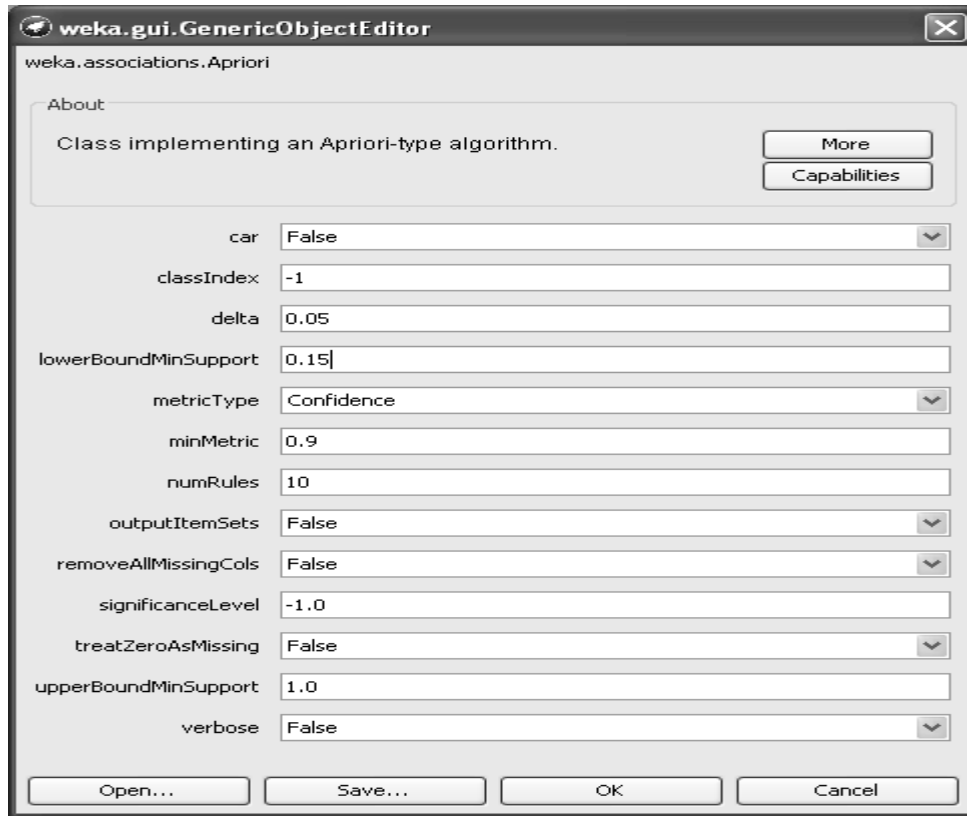 weka.gui.GenericObjectEditor
weka.associations.Apriori
About
Class implementing an Apriori-type algorithm.
More
Capabilities
car False
classIndex -1
delta 0.05
lowerBoundMinSupport 0.15
metricType Confidence
minMetric 0.9
numRules 10
outputItemSets False
removeAllMissingCols False
significanceLevel -1.0
treatZeroAsMissing False
upperBoundMinSupport 1.0
verbose False
Open... Save... OK Cancel